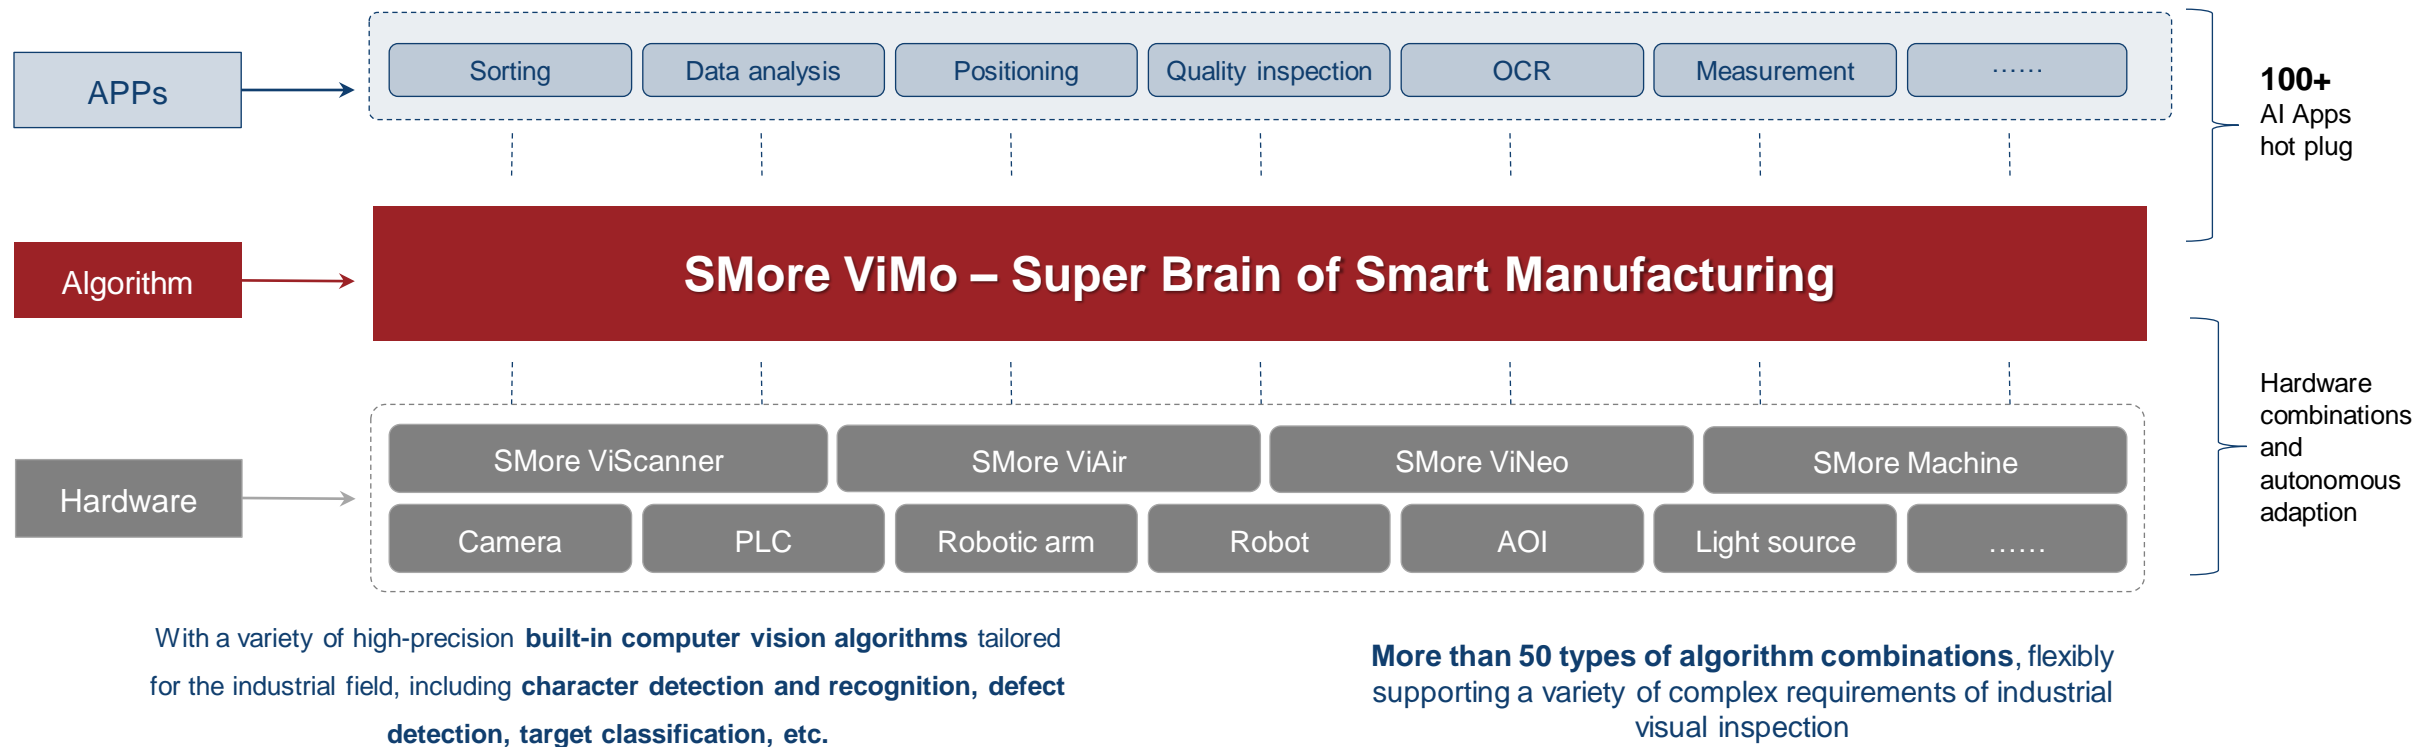 APPs
Sorting
Data analysis
Positioning
Quality inspection
OCR
Measurement
......
100+
AI Apps
hot plug
Algorithm
SMore ViMo – Super Brain of Smart Manufacturing
Hardware
SMore ViScanner
SMore ViAir
SMore ViNeo
SMore Machine
Camera
PLC
Robotic arm
Robot
AOI
Light source
......
Hardware
combinations
and
autonomous
adaption
With a variety of high-precision built-in computer vision algorithms tailored
for the industrial field, including character detection and recognition, defect
detection, target classification, etc.
More than 50 types of algorithm combinations, flexibly
supporting a variety of complex requirements of industrial
visual inspection